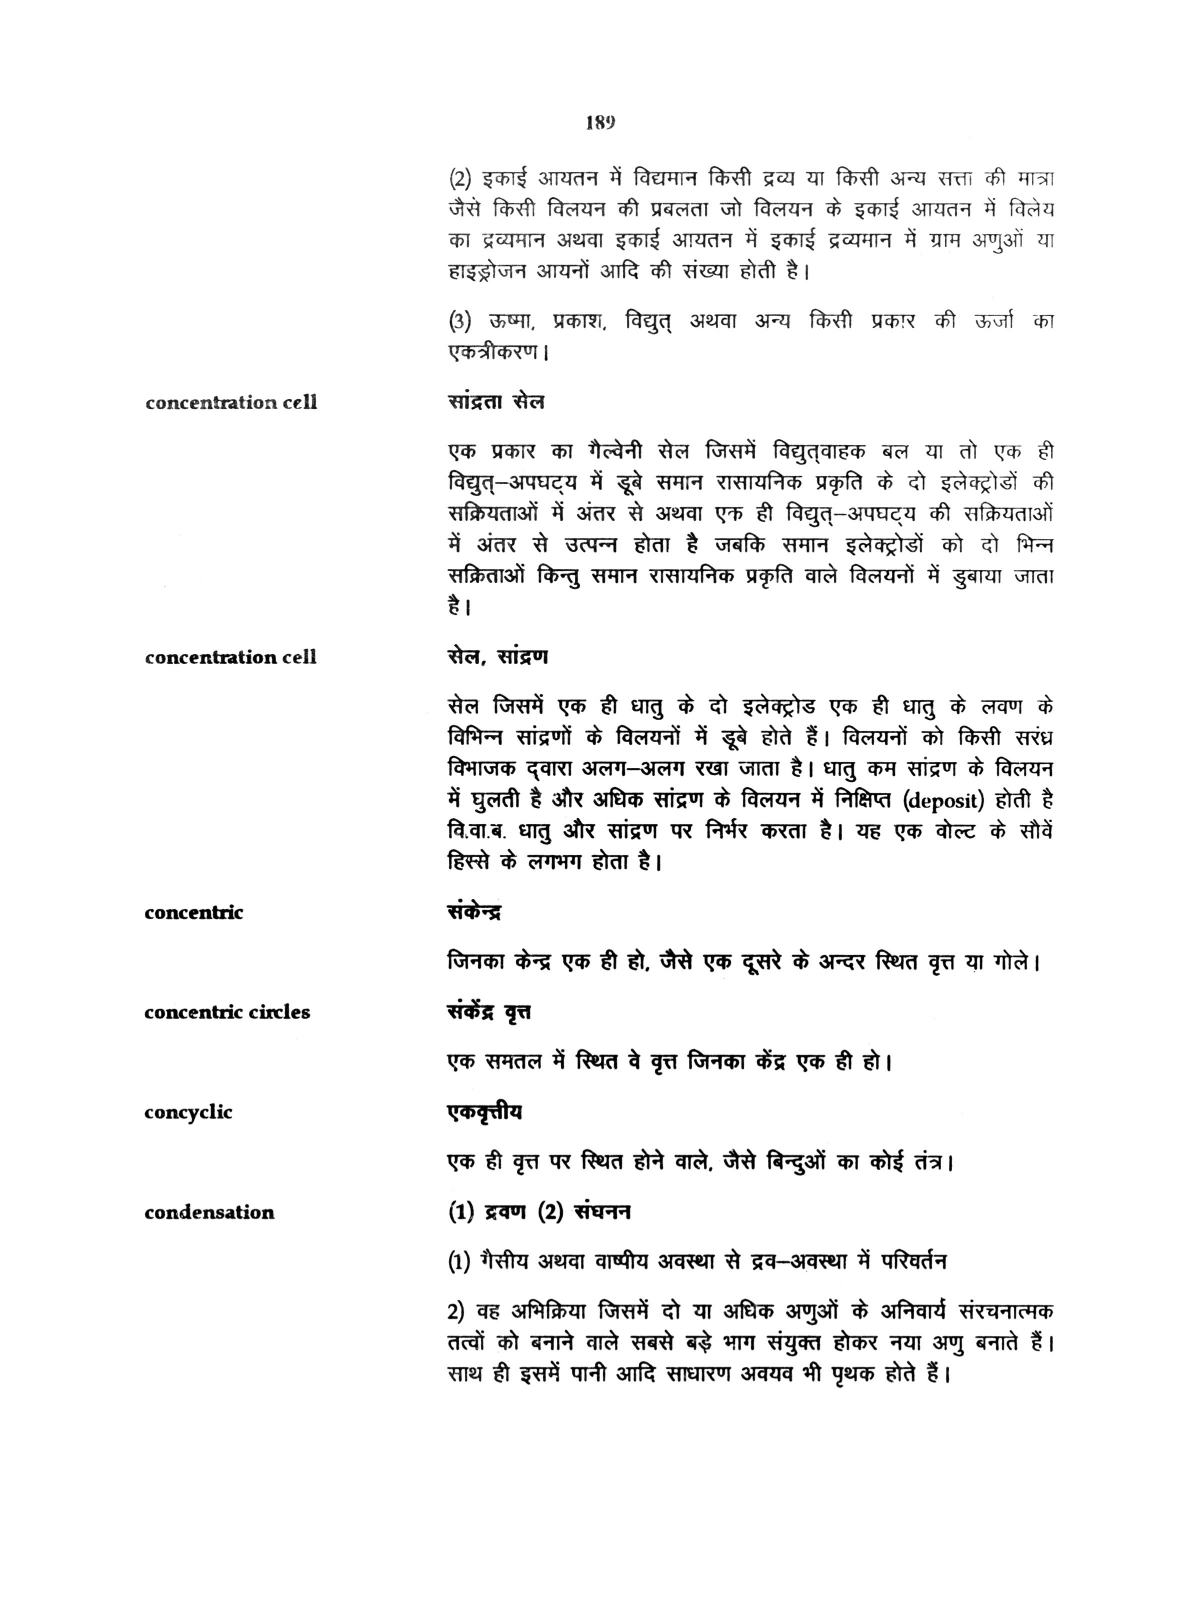 189
(2) इकाई आयतन में विद्यमान किसी द्रव्य या किसी अन्य सत्ता की मात्रा
जैसे किसी विलयन की प्रबलता जो विलयन के इकाई आयतन में विलेय
का द्रव्यमान अथवा इकाई आयतन में इकाई द्रव्यमान में ग्राम अणुओं या
हाइड्रोजन आयनों आदि की संख्या होती है।
(3) ऊष्मा, प्रकाश, विद्युत् अथवा अन्य किसी प्रकार की ऊर्जा का
एकत्रीकरण।
concentration cell सांद्रता सेल
एक प्रकार का गैल्वेनी सेल जिसमें विद्युत्वाहक बल या तो एक ही
विद्युत्–अपघट्य में डूबे समान रासायनिक प्रकृति के दो इलेक्ट्रोडों की
सक्रियताओं में अंतर से अथवा एक ही विद्युत्–अपघट्य की सक्रियताओं
में अंतर से उत्पन्न होता है जबकि समान इलेक्ट्रोडों को दो भिन्न
सक्रिताओं किन्तु समान रासायनिक प्रकृति वाले विलयनों में डुबाया जाता
है।
concentration cell सेल, सांद्रण
सेल जिसमें एक ही धातु के दो इलेक्ट्रोड एक ही धातु के लवण के
विभिन्न सांद्रणों के विलयनों में डूबे होते हैं। विलयनों को किसी सरंध्र
विभाजक द्वारा अलग–अलग रखा जाता है। धातु कम सांद्रण के विलयन
में घुलती है और अधिक सांद्रण के विलयन में निक्षिप्त (deposit) होती है
वि.वा.ब. धातु और सांद्रण पर निर्भर करता है। यह एक वोल्ट के सौवें
हिस्से के लगभग होता है।
concentric संकेन्द्र
जिनका केन्द्र एक ही हो, जैसे एक दूसरे के अन्दर स्थित वृत्त या गोले।
concentric circles संकेंद्र वृत्त
एक समतल में स्थित वे वृत्त जिनका केंद्र एक ही हो।
concyclic एकवृत्तीय
एक ही वृत्त पर स्थित होने वाले, जैसे बिन्दुओं का कोई तंत्र।
condensation (1) द्रवण (2) संघनन
(1) गैसीय अथवा वाष्पीय अवस्था से द्रव–अवस्था में परिवर्तन
2) वह अभिक्रिया जिसमें दो या अधिक अणुओं के अनिवार्य संरचनात्मक
तत्वों को बनाने वाले सबसे बड़े भाग संयुक्त होकर नया अणु बनाते हैं।
साथ ही इसमें पानी आदि साधारण अवयव भी पृथक होते हैं।